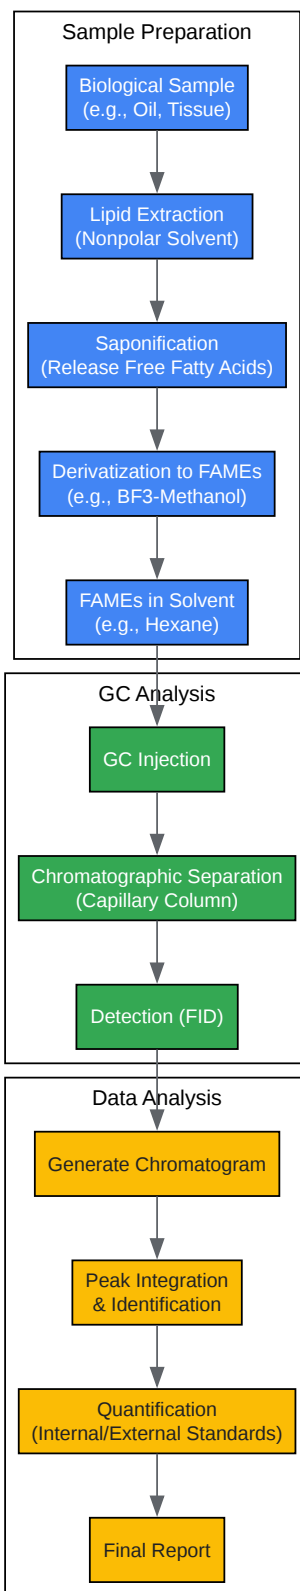 Sample Preparation
Biological Sample
(e.g., Oil, Tissue)
Lipid Extraction
(Nonpolar Solvent)
Saponification
(Release Free Fatty Acids)
Derivatization to FAMEs
(e.g., BF3-Methanol)
FAMEs in Solvent
(e.g., Hexane)
GC Analysis
GC Injection
Chromatographic Separation
(Capillary Column)
Detection (FID)
Data Analysis
Generate Chromatogram
Peak Integration
& Identification
Quantification
(Internal/External Standards)
Final Report